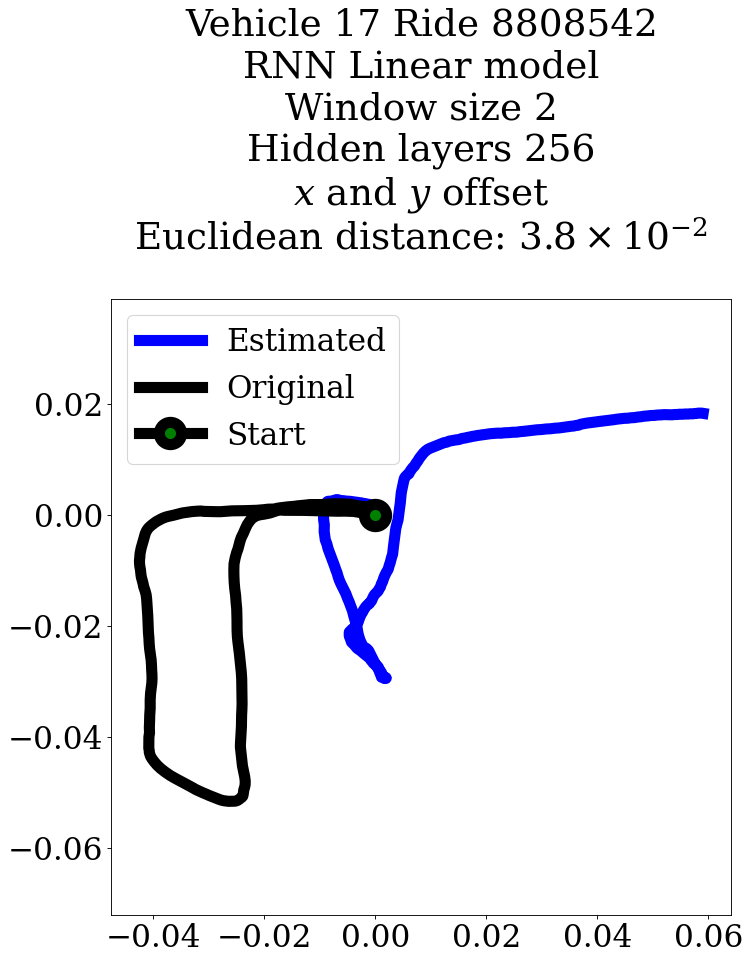 Vehicle 17 Ride 8808542
RNN Linear model
Window size 2
Hidden layers 256
x and y offset
Euclidean distance: 3.8 × 10⁻²
Estimated
Original
Start
0.02
0.00
−0.02
−0.04
−0.06
−0.04 −0.02 0.00 0.02 0.04 0.06